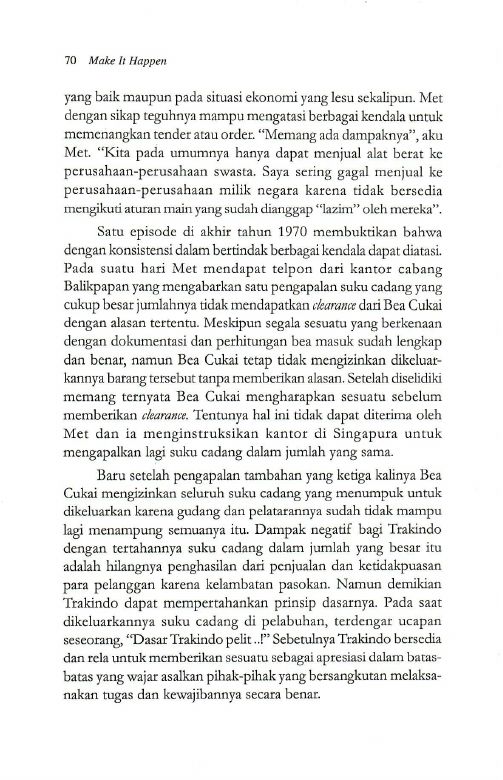 70 Make It Happen
yang baik maupun pada situasi ekonomi yang lesu sekalipun. Met
dengan sikap teguhnya mampu mengatasi berbagai kendala untuk
memenangkan tender atau order. “Memang ada dampaknya”, aku
Met. “Kita pada umumnya hanya dapat menjual alat berat ke
perusahaan-perusahaan swasta. Saya sering gagal menjual ke
perusahaan-perusahaan milik negara karena tidak bersedia
mengikuti aturan main yang sudah dianggap “lazim” oleh mereka”.
Satu episode di akhir tahun 1970 membuktikan bahwa
dengan konsistensi dalam bertindak berbagai kendala dapat diatasi.
Pada suatu hari Met mendapat telpon dari kantor cabang
Balikpapan yang mengabarkan satu pengapalan suku cadang yang
cukup besar jumlahnya tidak mendapatkan clearance dari Bea Cukai
dengan alasan tertentu. Meskipun segala sesuatu yang berkenaan
dengan dokumentasi dan perhitungan bea masuk sudah lengkap
dan benar, namun Bea Cukai tetap tidak mengizinkan dikeluar-
kannya barang tersebut tanpa memberikan alasan. Setelah diselidiki
memang ternyata Bea Cukai mengharapkan sesuatu sebelum
memberikan clearance. Tentunya hal ini tidak dapat diterima oleh
Met dan ia menginstruksikan kantor di Singapura untuk
mengapalkan lagi suku cadang dalam jumlah yang sama.
Baru setelah pengapalan tambahan yang ketiga kalinya Bea
Cukai mengizinkan seluruh suku cadang yang menumpuk untuk
dikeluarkan karena gudang dan pelatarannya sudah tidak mampu
lagi menampung semuanya itu. Dampak negatif bagi Trakindo
dengan tertahannya suku cadang dalam jumlah yang besar itu
adalah hilangnya penghasilan dari penjualan dan ketidakpuasan
para pelanggan karena kelambatan pasokan. Namun demikian
Trakindo dapat mempertahankan prinsip dasarnya. Pada saat
dikeluarkannya suku cadang di pelabuhan, terdengar ucapan
seseorang, “Dasar Trakindo pelit ..!” Sebetulnya Trakindo bersedia
dan rela untuk memberikan sesuatu sebagai apresiasi dalam batas-
batas yang wajar asalkan pihak-pihak yang bersangkutan melaksa-
nakan tugas dan kewajibannya secara benar.